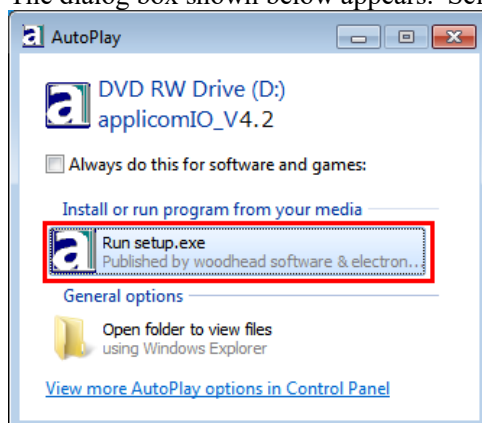 The dialog box shown below appears. Sel
AutoPlay
DVD RW Drive (D:)
applicomIO_V4.2
Always do this for software and games:
Install or run program from your media
Run setup.exe
Published by woodhead software & electron...
General options
Open folder to view files
using Windows Explorer
View more AutoPlay options in Control Panel